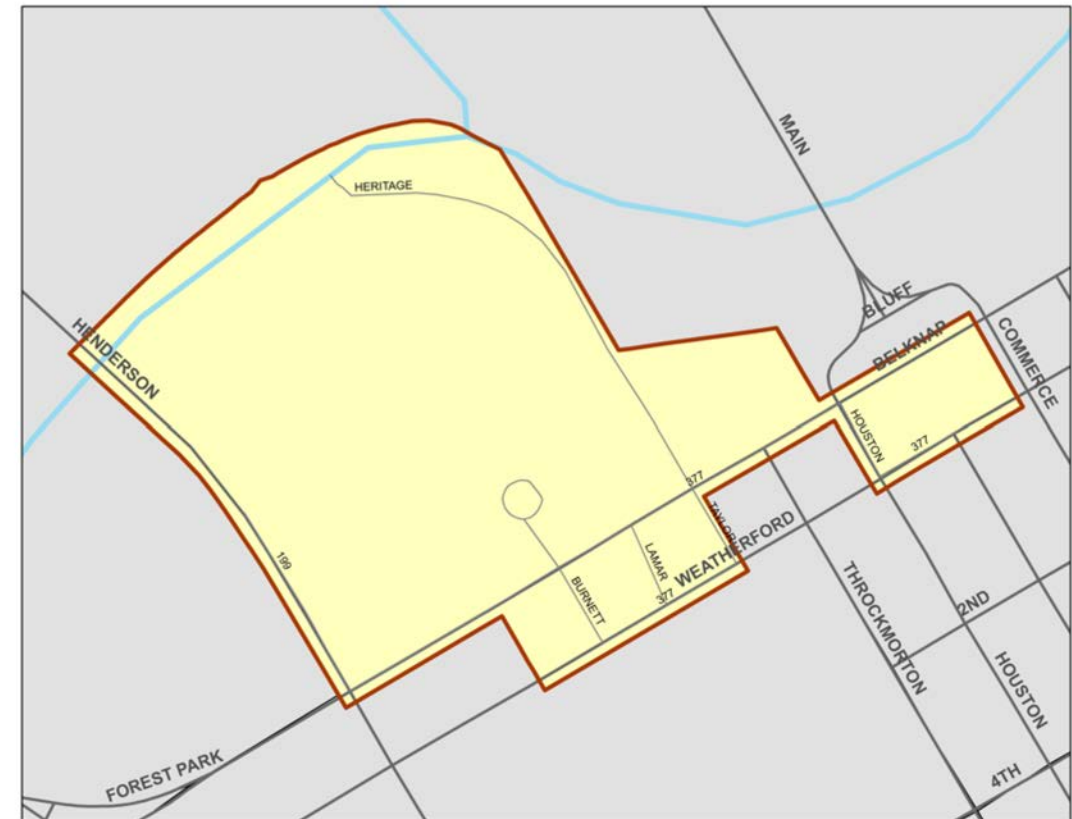 MAIN
HERITAGE
BLUFF
HENDERSON
BELKNAP
COMMERCE
HOUSTON
377
377
TAYLOR
WEATHERFORD
199
LAMAR
377
BURNETT
THROCKMORTON
2ND
HOUSTON
FOREST PARK
4TH